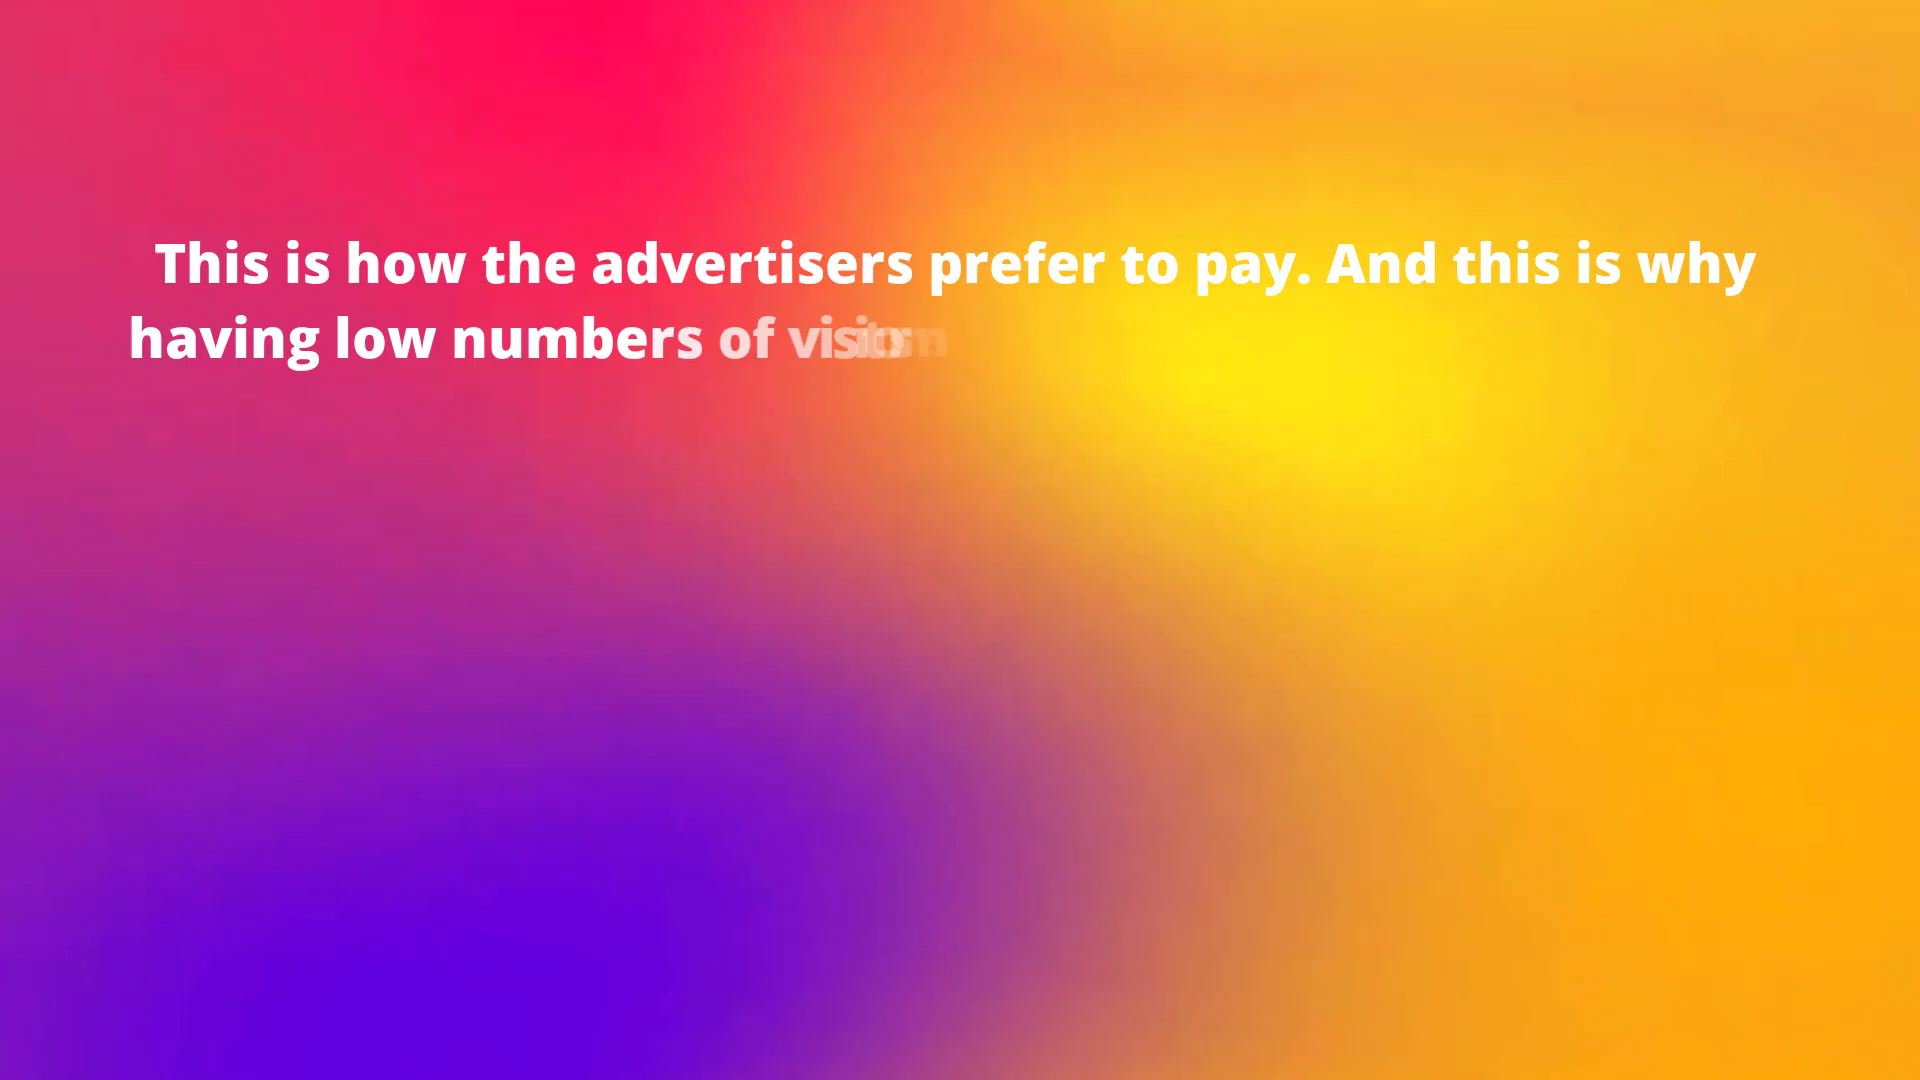 This is how the advertisers prefer to pay. And this is why
having low numbers of